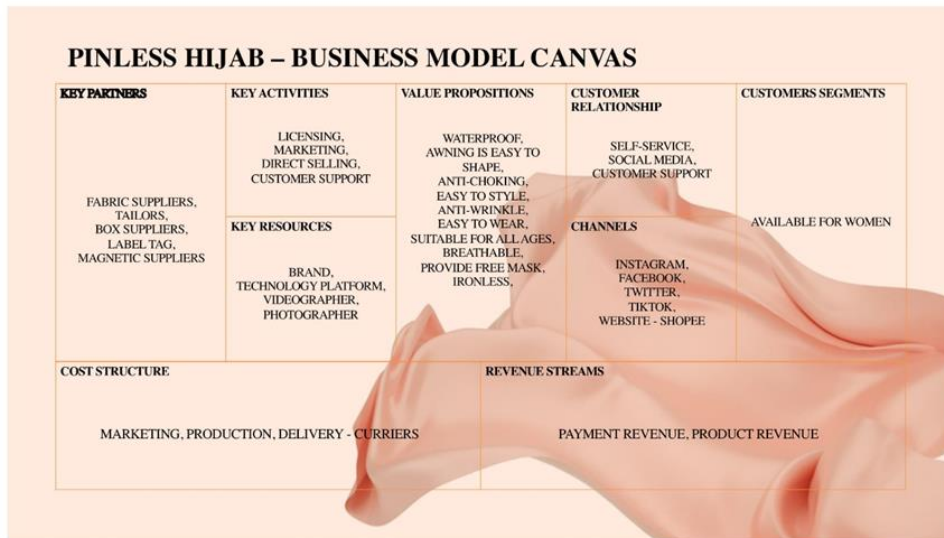 PINLESS HIJAB – BUSINESS MODEL CANVAS
KEY PARTNERS
FABRIC SUPPLIERS,
TAILORS,
BOX SUPPLIERS,
LABEL TAG,
MAGNETIC SUPPLIERS
KEY ACTIVITIES
LICENSING,
MARKETING,
DIRECT SELLING,
CUSTOMER SUPPORT
KEY RESOURCES
BRAND,
TECHNOLOGY PLATFORM,
VIDEOGRAPHER,
PHOTOGRAPHER
VALUE PROPOSITIONS
WATERPROOF,
AWNING IS EASY TO
SHAPE,
ANTI-CHOKING,
EASY TO STYLE,
ANTI-WRINKLE,
EASY TO WEAR,
SUITABLE FOR ALL AGES,
BREATHABLE,
PROVIDE FREE MASK,
IRONLESS,
CUSTOMER
RELATIONSHIP
SELF-SERVICE,
SOCIAL MEDIA,
CUSTOMER SUPPORT
CHANNELS
INSTAGRAM,
FACEBOOK,
TWITTER,
TIKTOK,
WEBSITE - SHOPEE
CUSTOMERS SEGMENTS
AVAILABLE FOR WOMEN
COST STRUCTURE
MARKETING, PRODUCTION, DELIVERY - CURRIERS
REVENUE STREAMS
PAYMENT REVENUE, PRODUCT REVENUE